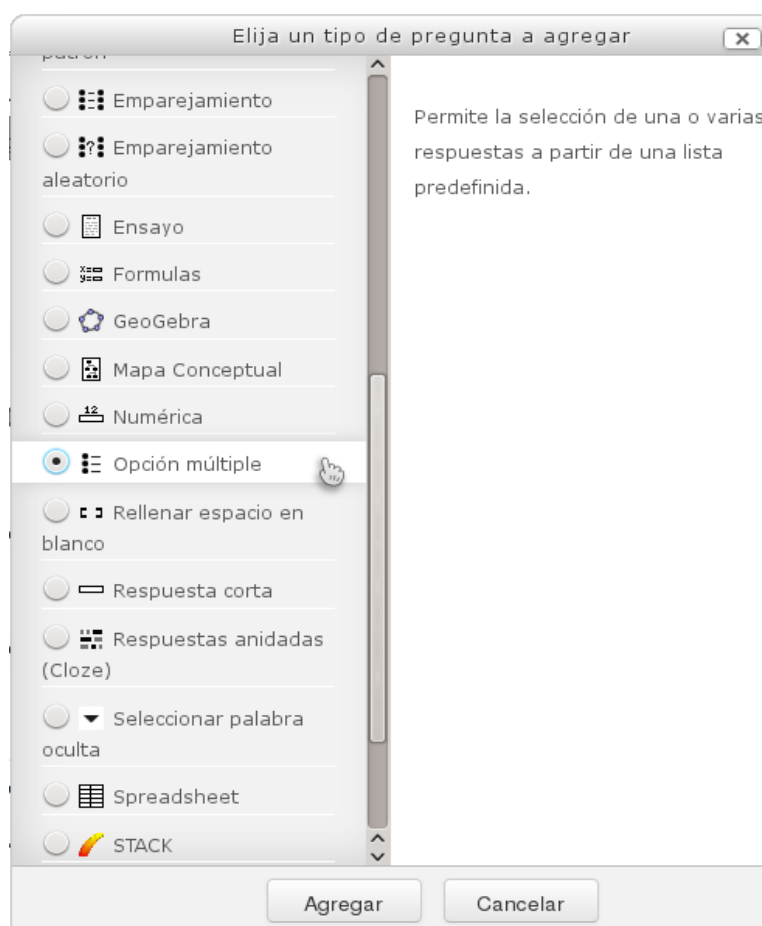 Elija un tipo de pregunta a agregar
patrón
Emparejamiento
Emparejamiento
aleatorio
Ensayo
Formulas
GeoGebra
Mapa Conceptual
Numérica
Opción múltiple
Rellenar espacio en
blanco
Respuesta corta
Respuestas anidadas
(Cloze)
Seleccionar palabra
oculta
Spreadsheet
STACK
Permite la selección de una o varias
respuestas a partir de una lista
predefinida.
Agregar
Cancelar